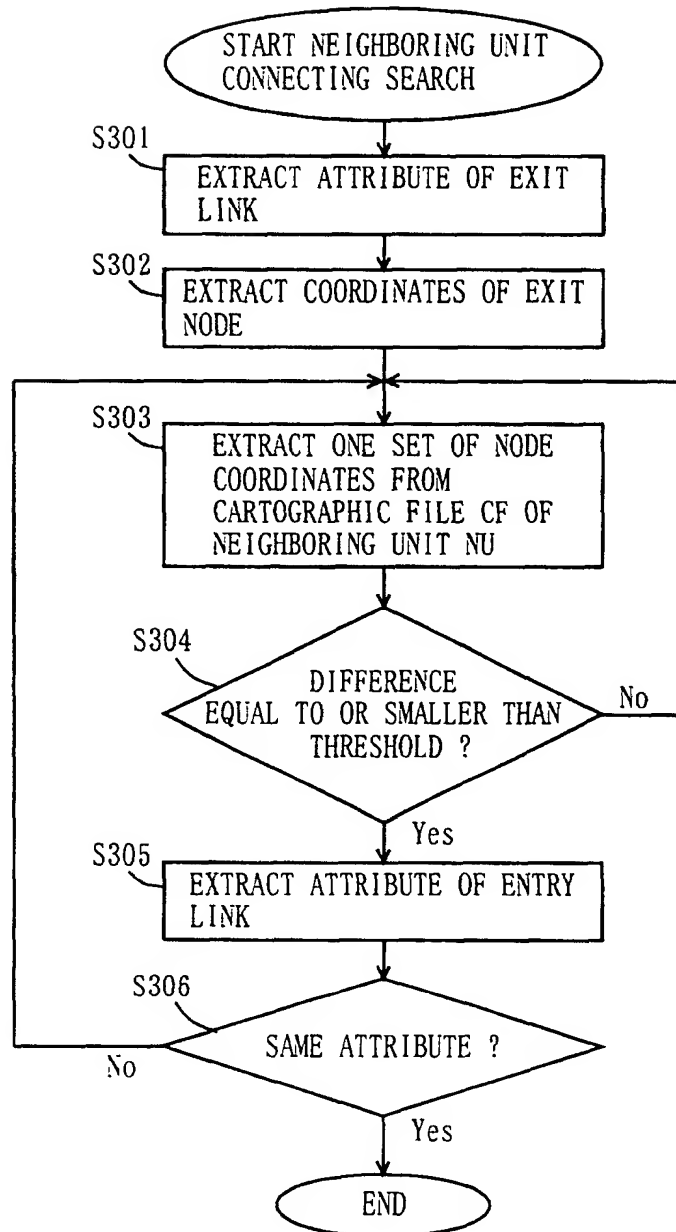 START NEIGHBORING UNIT
CONNECTING SEARCH
S301
EXTRACT ATTRIBUTE OF EXIT
LINK
S302
EXTRACT COORDINATES OF EXIT
NODE
S303
EXTRACT ONE SET OF NODE
COORDINATES FROM
CARTOGRAPHIC FILE CF OF
NEIGHBORING UNIT NU
S304
DIFFERENCE
EQUAL TO OR SMALLER THAN
THRESHOLD ?
No
Yes
S305
EXTRACT ATTRIBUTE OF ENTRY
LINK
S306
SAME ATTRIBUTE ?
No
Yes
END